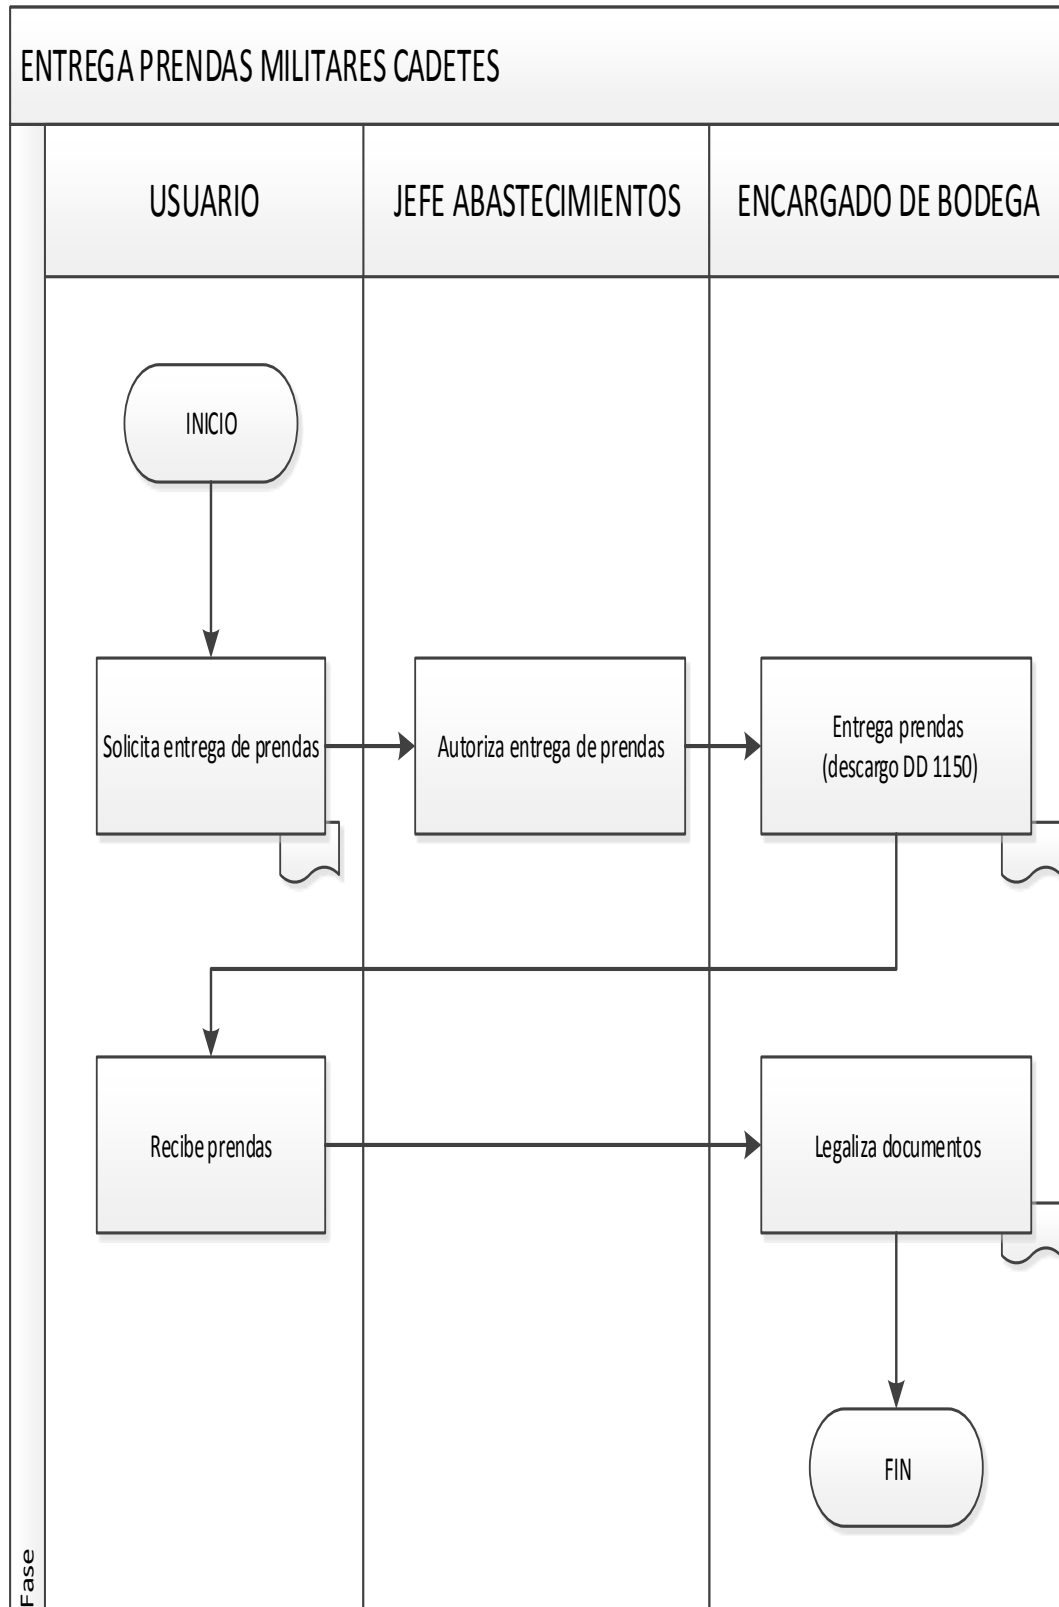 ENTREGA PRENDAS MILITARES CADETES
USUARIO
JEFE ABASTECIMIENTOS
ENCARGADO DE BODEGA
INICIO
Solicita entrega de prendas
Autoriza entrega de prendas
Entrega prendas
(descargo DD 1150)
Recibe prendas
Legaliza documentos
FIN
Fase